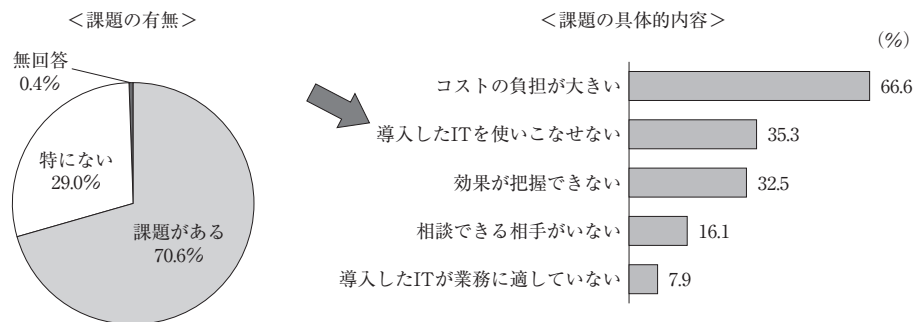 ＜課題の有無＞
無回答
0.4%
特にない
29.0%
課題がある
70.6%
＜課題の具体的内容＞
（%）
コストの負担が大きい 66.6
導入したITを使いこなせない 35.3
効果が把握できない 32.5
相談できる相手がいない 16.1
導入したITが業務に適していない 7.9